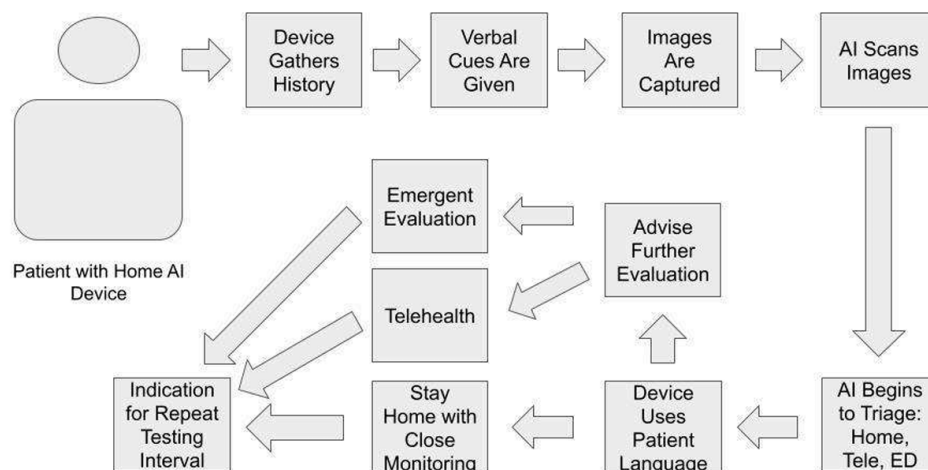 Device
Gathers
History
Verbal
Cues Are
Given
Images
Are
Captured
AI Scans
Images
Patient with Home AI
Device
Emergent
Evaluation
Advise
Further
Evaluation
Telehealth
Indication
for Repeat
Testing
Interval
Stay
Home with
Close
Monitoring
Device
Uses
Patient
Language
AI Begins
to Triage:
Home,
Tele, ED